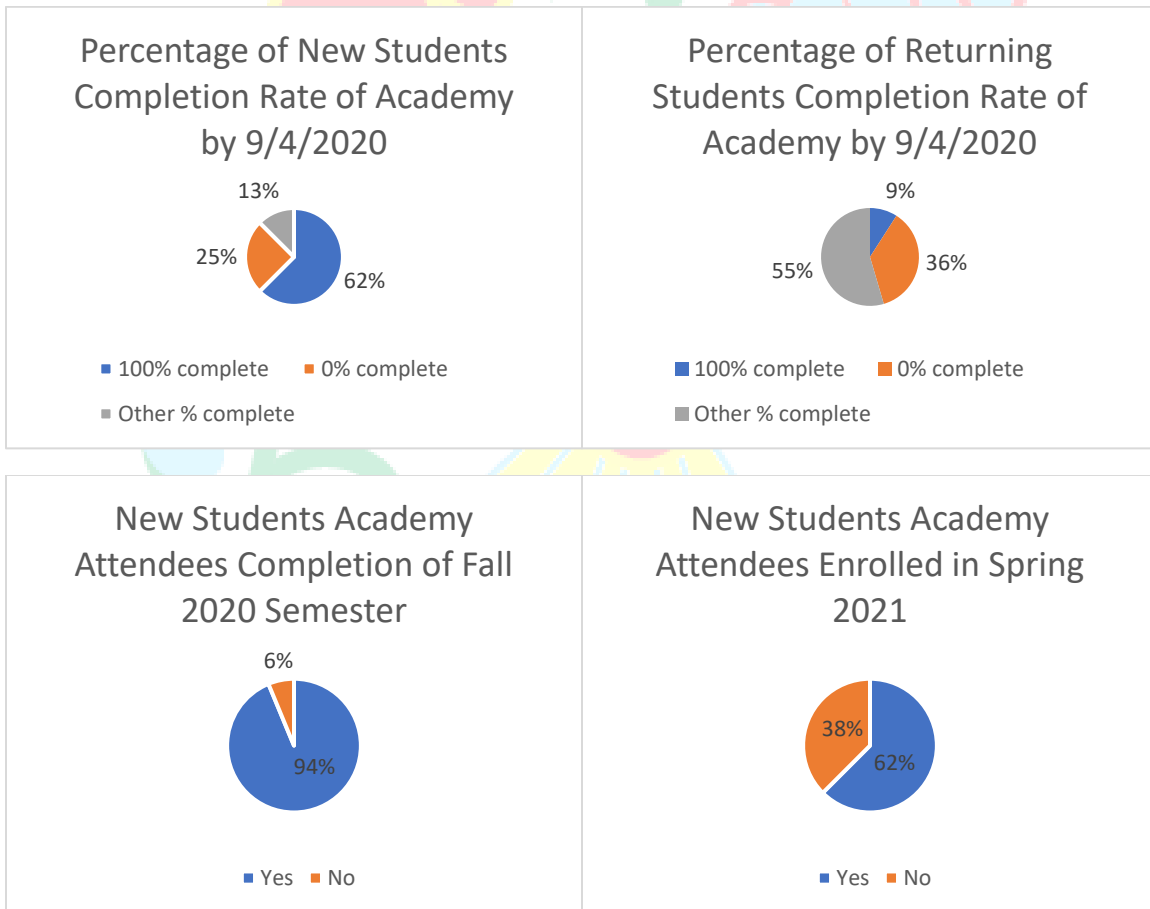 Percentage of New Students
Completion Rate of Academy
by 9/4/2020
13%
25%
62%
100% complete
0% complete
Other % complete
Percentage of Returning
Students Completion Rate of
Academy by 9/4/2020
9%
55%
36%
100% complete
0% complete
Other % complete
New Students Academy
Attendees Completion of Fall
2020 Semester
6%
94%
Yes No
New Students Academy
Attendees Enrolled in Spring
2021
38%
62%
Yes No